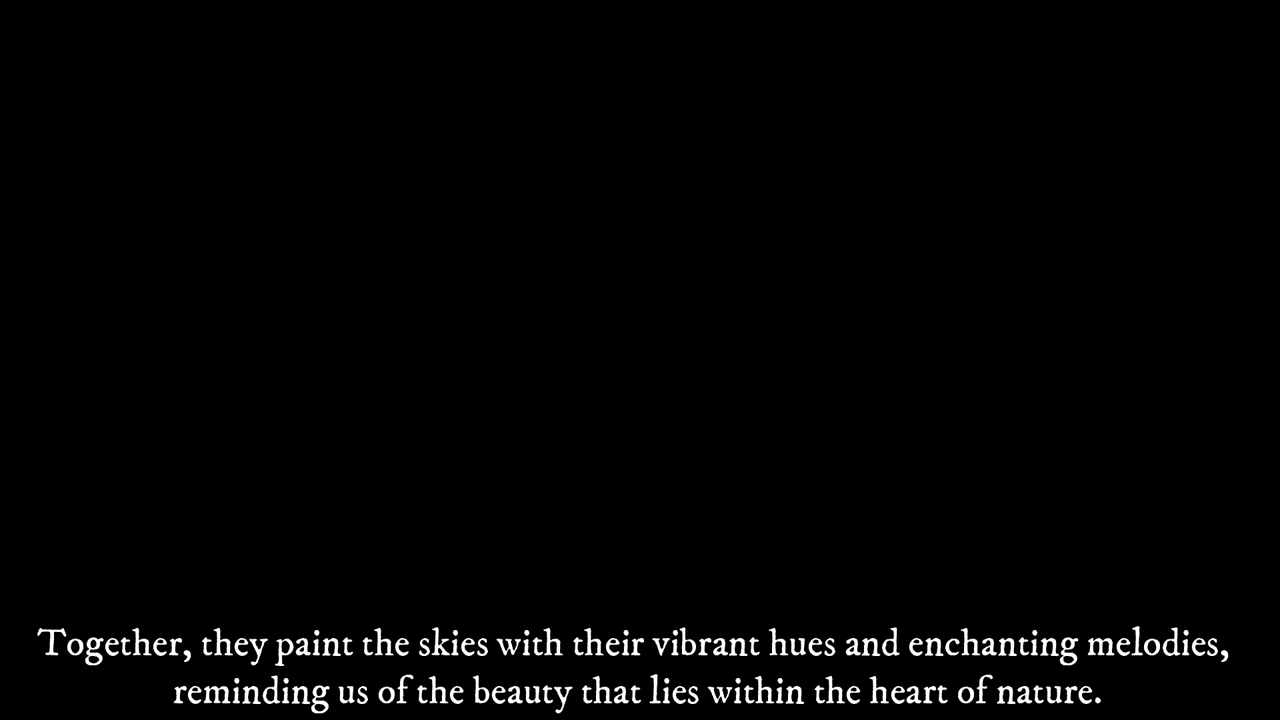 Together, they paint the skies with their vibrant hues and enchanting melodies,
reminding us of the beauty that lies within the heart of nature.